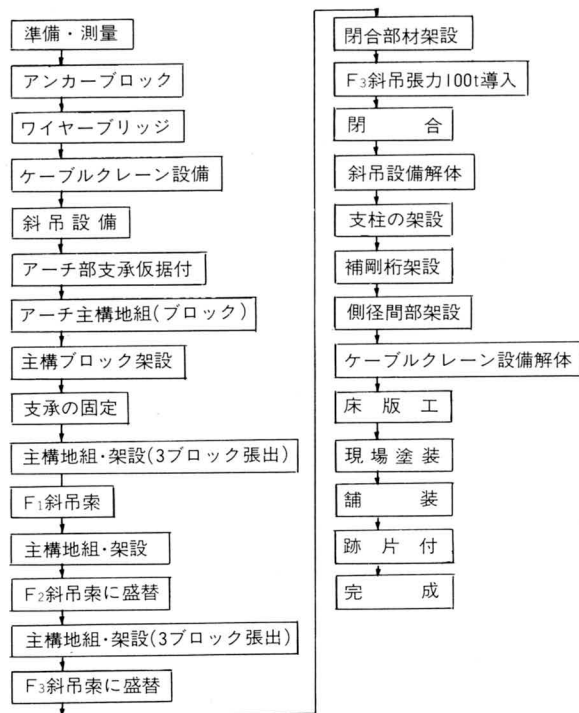 準備・測量
アンカーブロック
ワイヤーブリッジ
ケーブルクレーン設備
斜吊設備
アーチ部支承仮据付
アーチ主構地組(ブロック)
主構ブロック架設
支承の固定
主構地組・架設(3ブロック張出)
F1斜吊索
主構地組・架設
F2斜吊索に盛替
主構地組・架設(3ブロック張出)
F3斜吊索に盛替
閉合部材架設
F3斜吊張力100t導入
閉合
斜吊設備解体
支柱の架設
補剛桁架設
側径間部架設
ケーブルクレーン設備解体
床版工
現場塗装
舗装
跡片付
完成